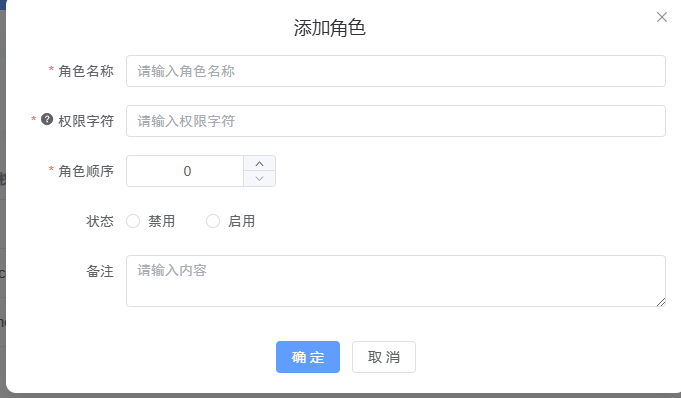 添加角色
* 角色名称 请输入角色名称
* 权限字符 请输入权限字符
* 角色顺序 0
状态 禁用 启用
备注 请输入内容
确 定 取 消